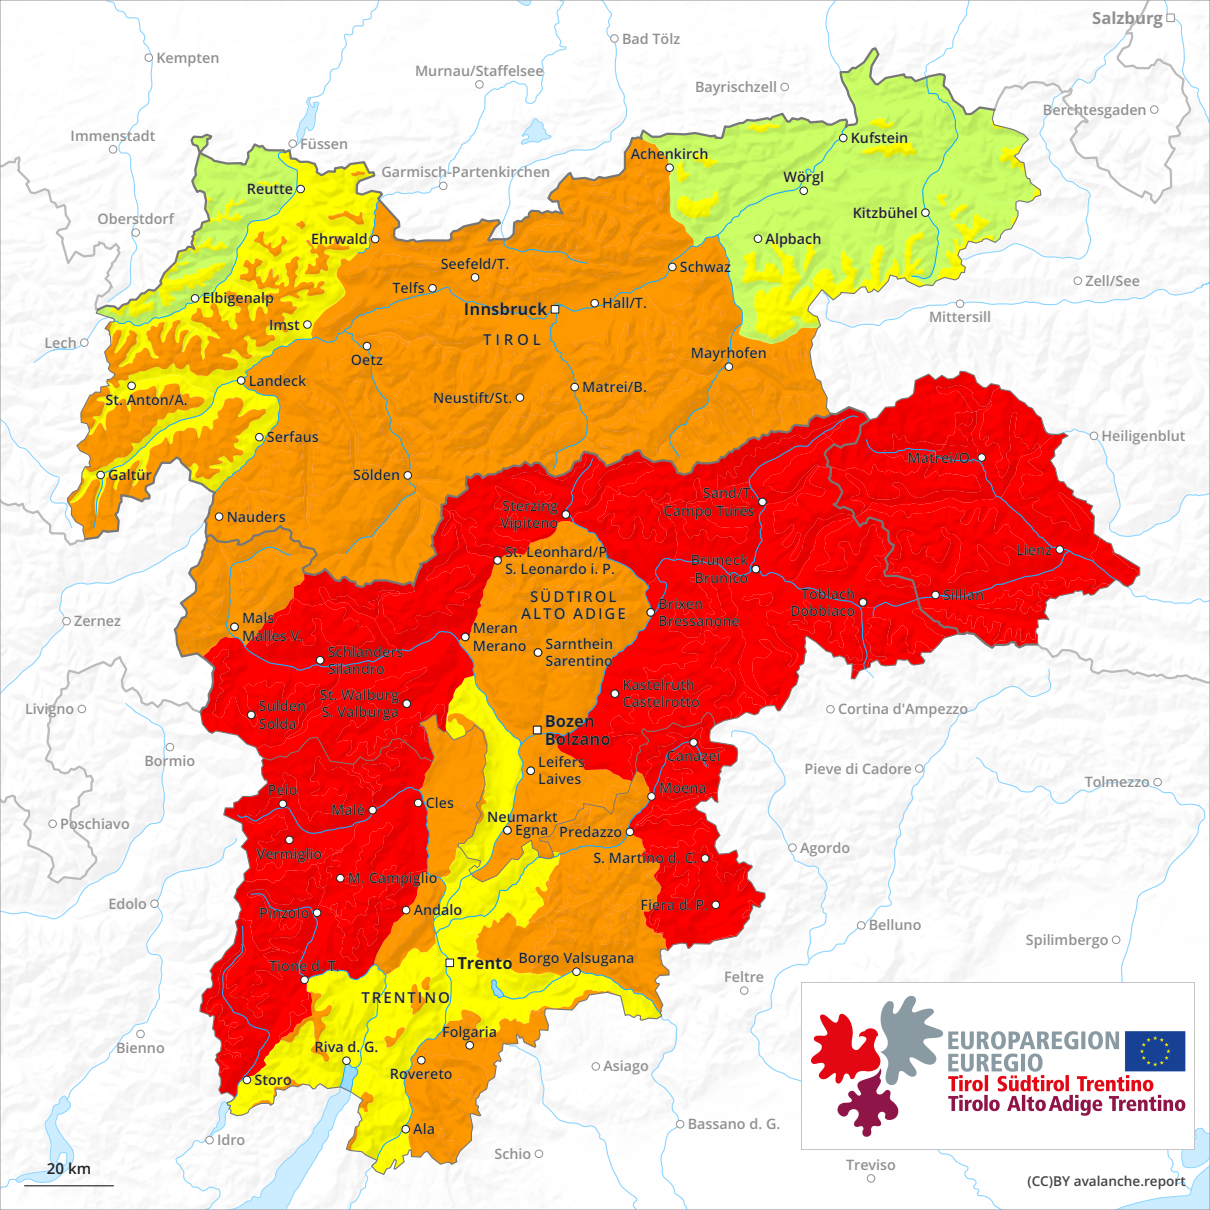 Salzburg
Bad Tölz
Kempten
Murnau/Staffelsee
Bayrischzell
Berchtesgaden
Immenstadt
Füssen
Kufstein
Achenkirch
Garmisch-Partenkirchen
Wörgl
Reutte
Kitzbühel
Oberstdorf
Ehrwald
Alpbach
Seefeld/T.
Schwaz
Zell/See
Telfs
Elbigenalp
Hall/T.
Innsbruck
Mittersill
Imst
TIROL
Lech
Oetz
Mayrhofen
Landeck
Matrei/B.
St. Anton/A.
Neustift/St.
Serfaus
Heiligenblut
Matrei/O.
Galtür
Sölden
Sand/T.
Campo Tures
Sterzing
Vipiteno
Nauders
St. Leonhard/P.
S. Leonardo i. P.
Lienz
Bruneck
Brunico
SÜDTIROL
ALTO ADIGE
Toblach
Dobbiaco
Sillian
Brixen
Bressanone
Zernez
Mals
Malles V.
Meran
Merano
Sarnthein
Sarentino
Schlanders
Silandro
Kastelruth
Castelrotto
St. Walburg
S. Valburga
Livigno
Sulden
Solda
Cortina d'Ampezzo
Bozen
Bolzano
Bormio
Canazei
Leifers
Laives
Pieve di Cadore
Tolmezzo
Peio
Moena
Malè
Cles
Neumarkt
Egna
Predazzo
Poschiavo
Vermiglio
Agordo
S. Martino d. C.
M. Campiglio
Edolo
Pinzolo
Andalo
Fiera d. P.
Belluno
Spilimbergo
Borgo Valsugana
Trento
Tione d. T.
Feltre
TRENTINO
Folgaria
Bienno
Riva d. G.
Rovereto
Asiago
Storo
Ala
Bassano d. G.
Idro
Schio
Treviso
EUROPAREGION
EUREGIO
Tirol Südtirol Trentino
Tirolo Alto Adige Trentino
20 km
(CC)BY avalanche.report